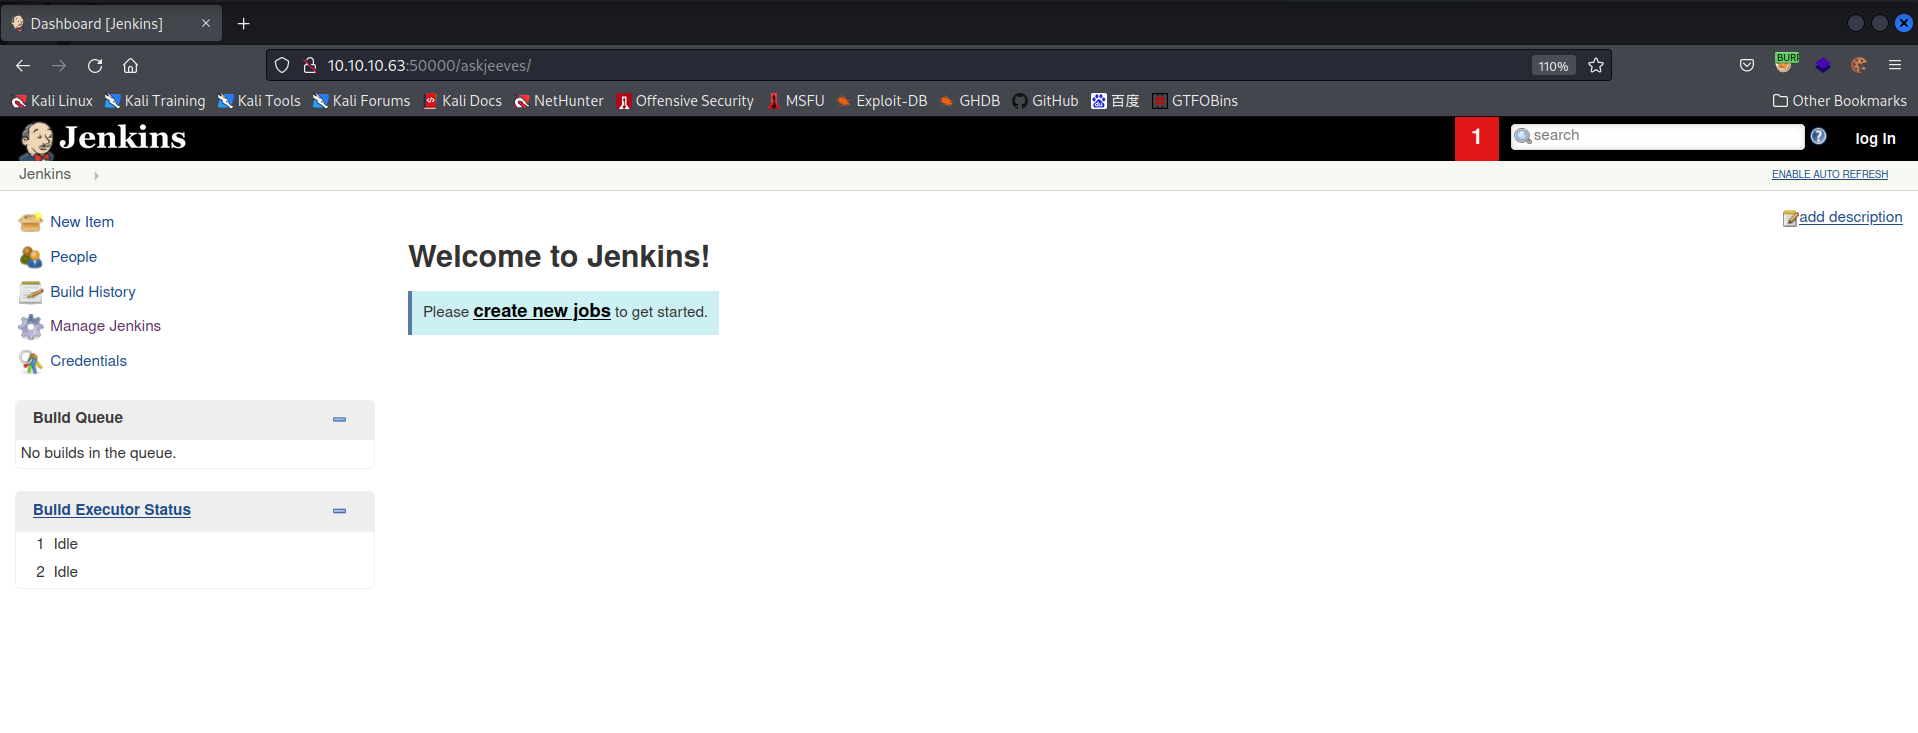 Dashboard [Jenkins]
10.10.10.63:50000/askjeeves/
110%
BURP
Kali Linux Kali Training Kali Tools Kali Forums Kali Docs NetHunter Offensive Security MSFU Exploit-DB GHDB GitHub 百度 GTFOBins Other Bookmarks
Jenkins 1 search log in
Jenkins ENABLE AUTO REFRESH
add description
New Item
People
Build History
Manage Jenkins
Credentials
Welcome to Jenkins!
Please create new jobs to get started.
Build Queue
No builds in the queue.
Build Executor Status
1 Idle
2 Idle